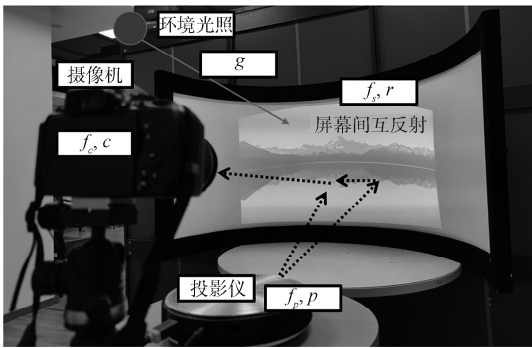 环境光照
g
摄像机
f_s, r
屏幕间互反射
f_c, c
投影仪
f_p, p